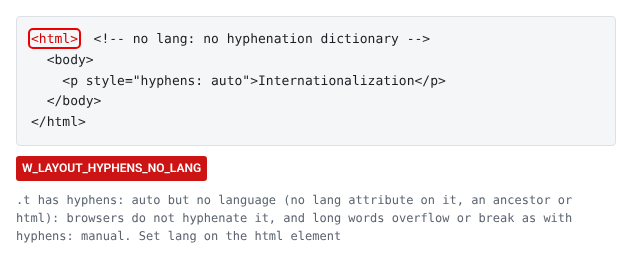 <html>  <!-- no lang: no hyphenation dictionary -->
  <body>
    <p style="hyphens: auto">Internationalization</p>
  </body>
</html>
W_LAYOUT_HYPHENS_NO_LANG
.t has hyphens: auto but no language (no lang attribute on it, an ancestor or
html): browsers do not hyphenate it, and long words overflow or break as with
hyphens: manual. Set lang on the html element